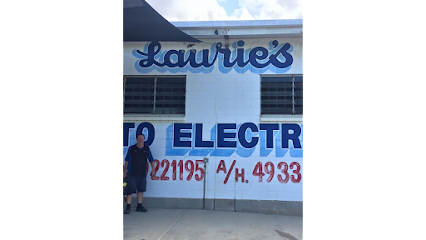 Laurie's
TO ELECTR
221195 A/H. 4933